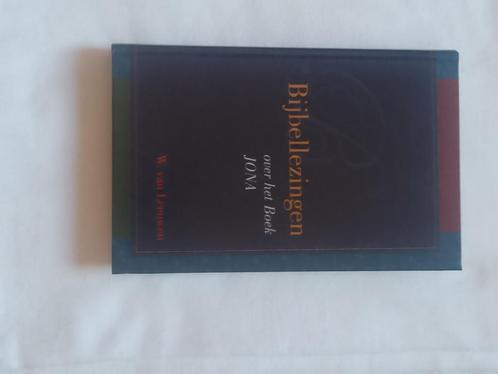 Bijbellezingen
over het Boek
JONA
W. van Leeuwen